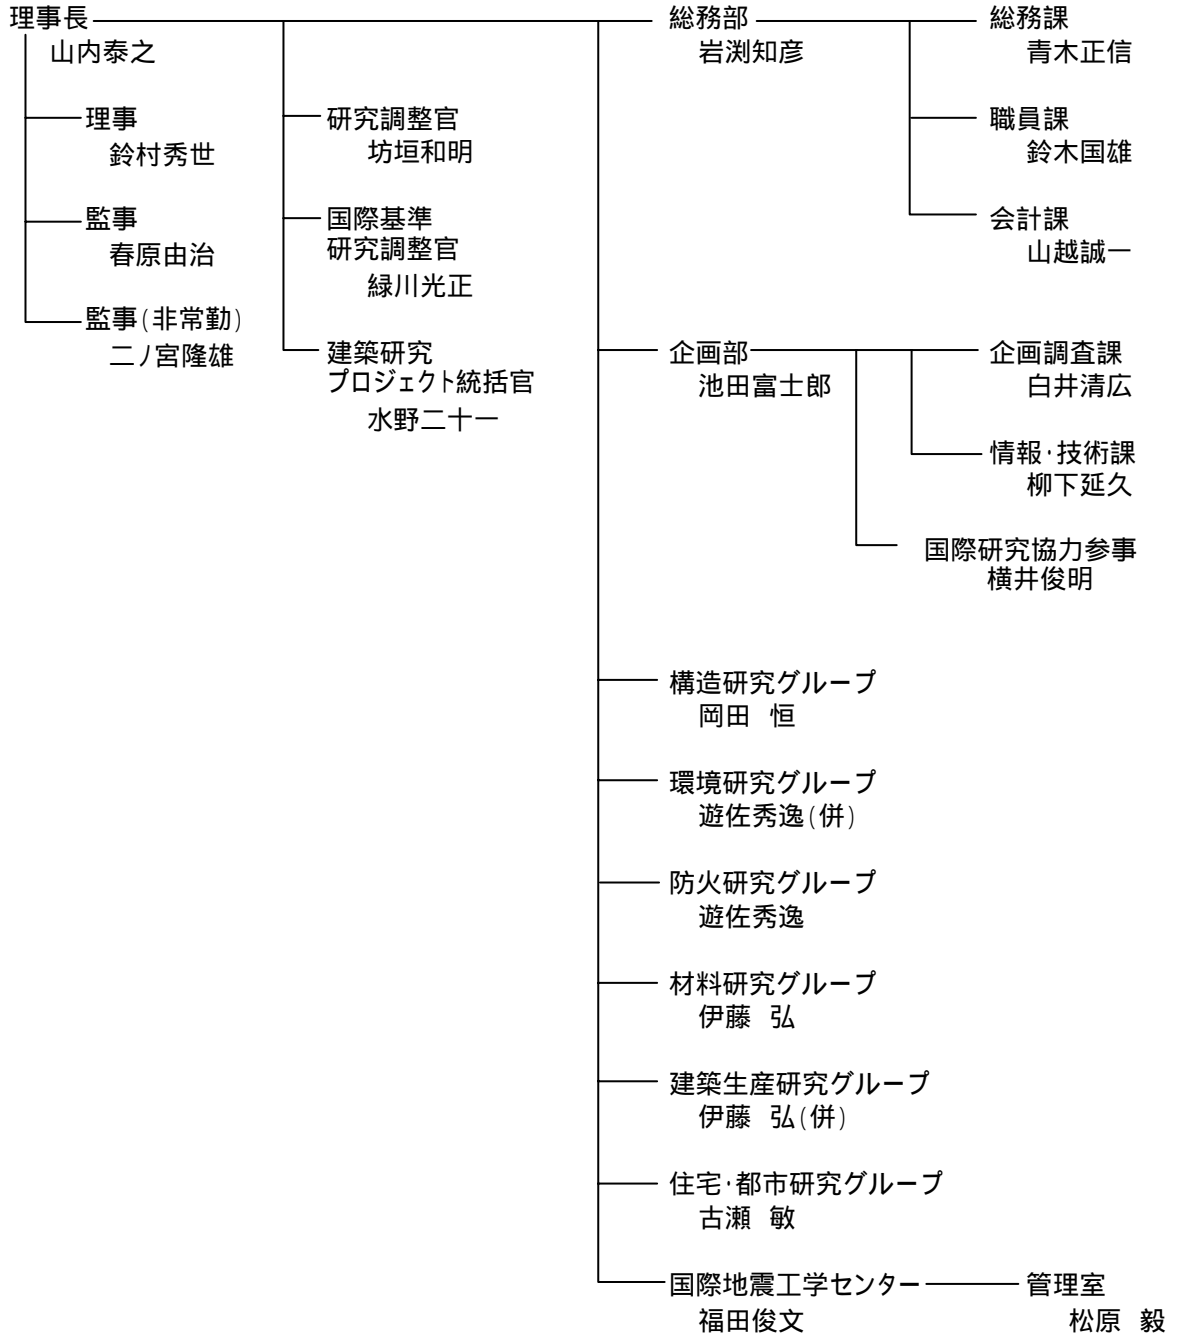 理事長
山内泰之
理事
鈴村秀世
監事
春原由治
監事(非常勤)
二ノ宮隆雄
研究調整官
坊垣和明
国際基準
研究調整官
緑川光正
建築研究
プロジェクト統括官
水野二十一
総務部
岩渕知彦
総務課
青木正信
職員課
鈴木国雄
会計課
山越誠一
企画部
池田富士郎
企画調査課
白井清広
情報・技術課
柳下延久
国際研究協力参事
横井俊明
構造研究グループ
岡田 恒
環境研究グループ
遊佐秀逸(併)
防火研究グループ
遊佐秀逸
材料研究グループ
伊藤 弘
建築生産研究グループ
伊藤 弘(併)
住宅・都市研究グループ
古瀬 敏
国際地震工学センター
福田俊文
管理室
松原 毅